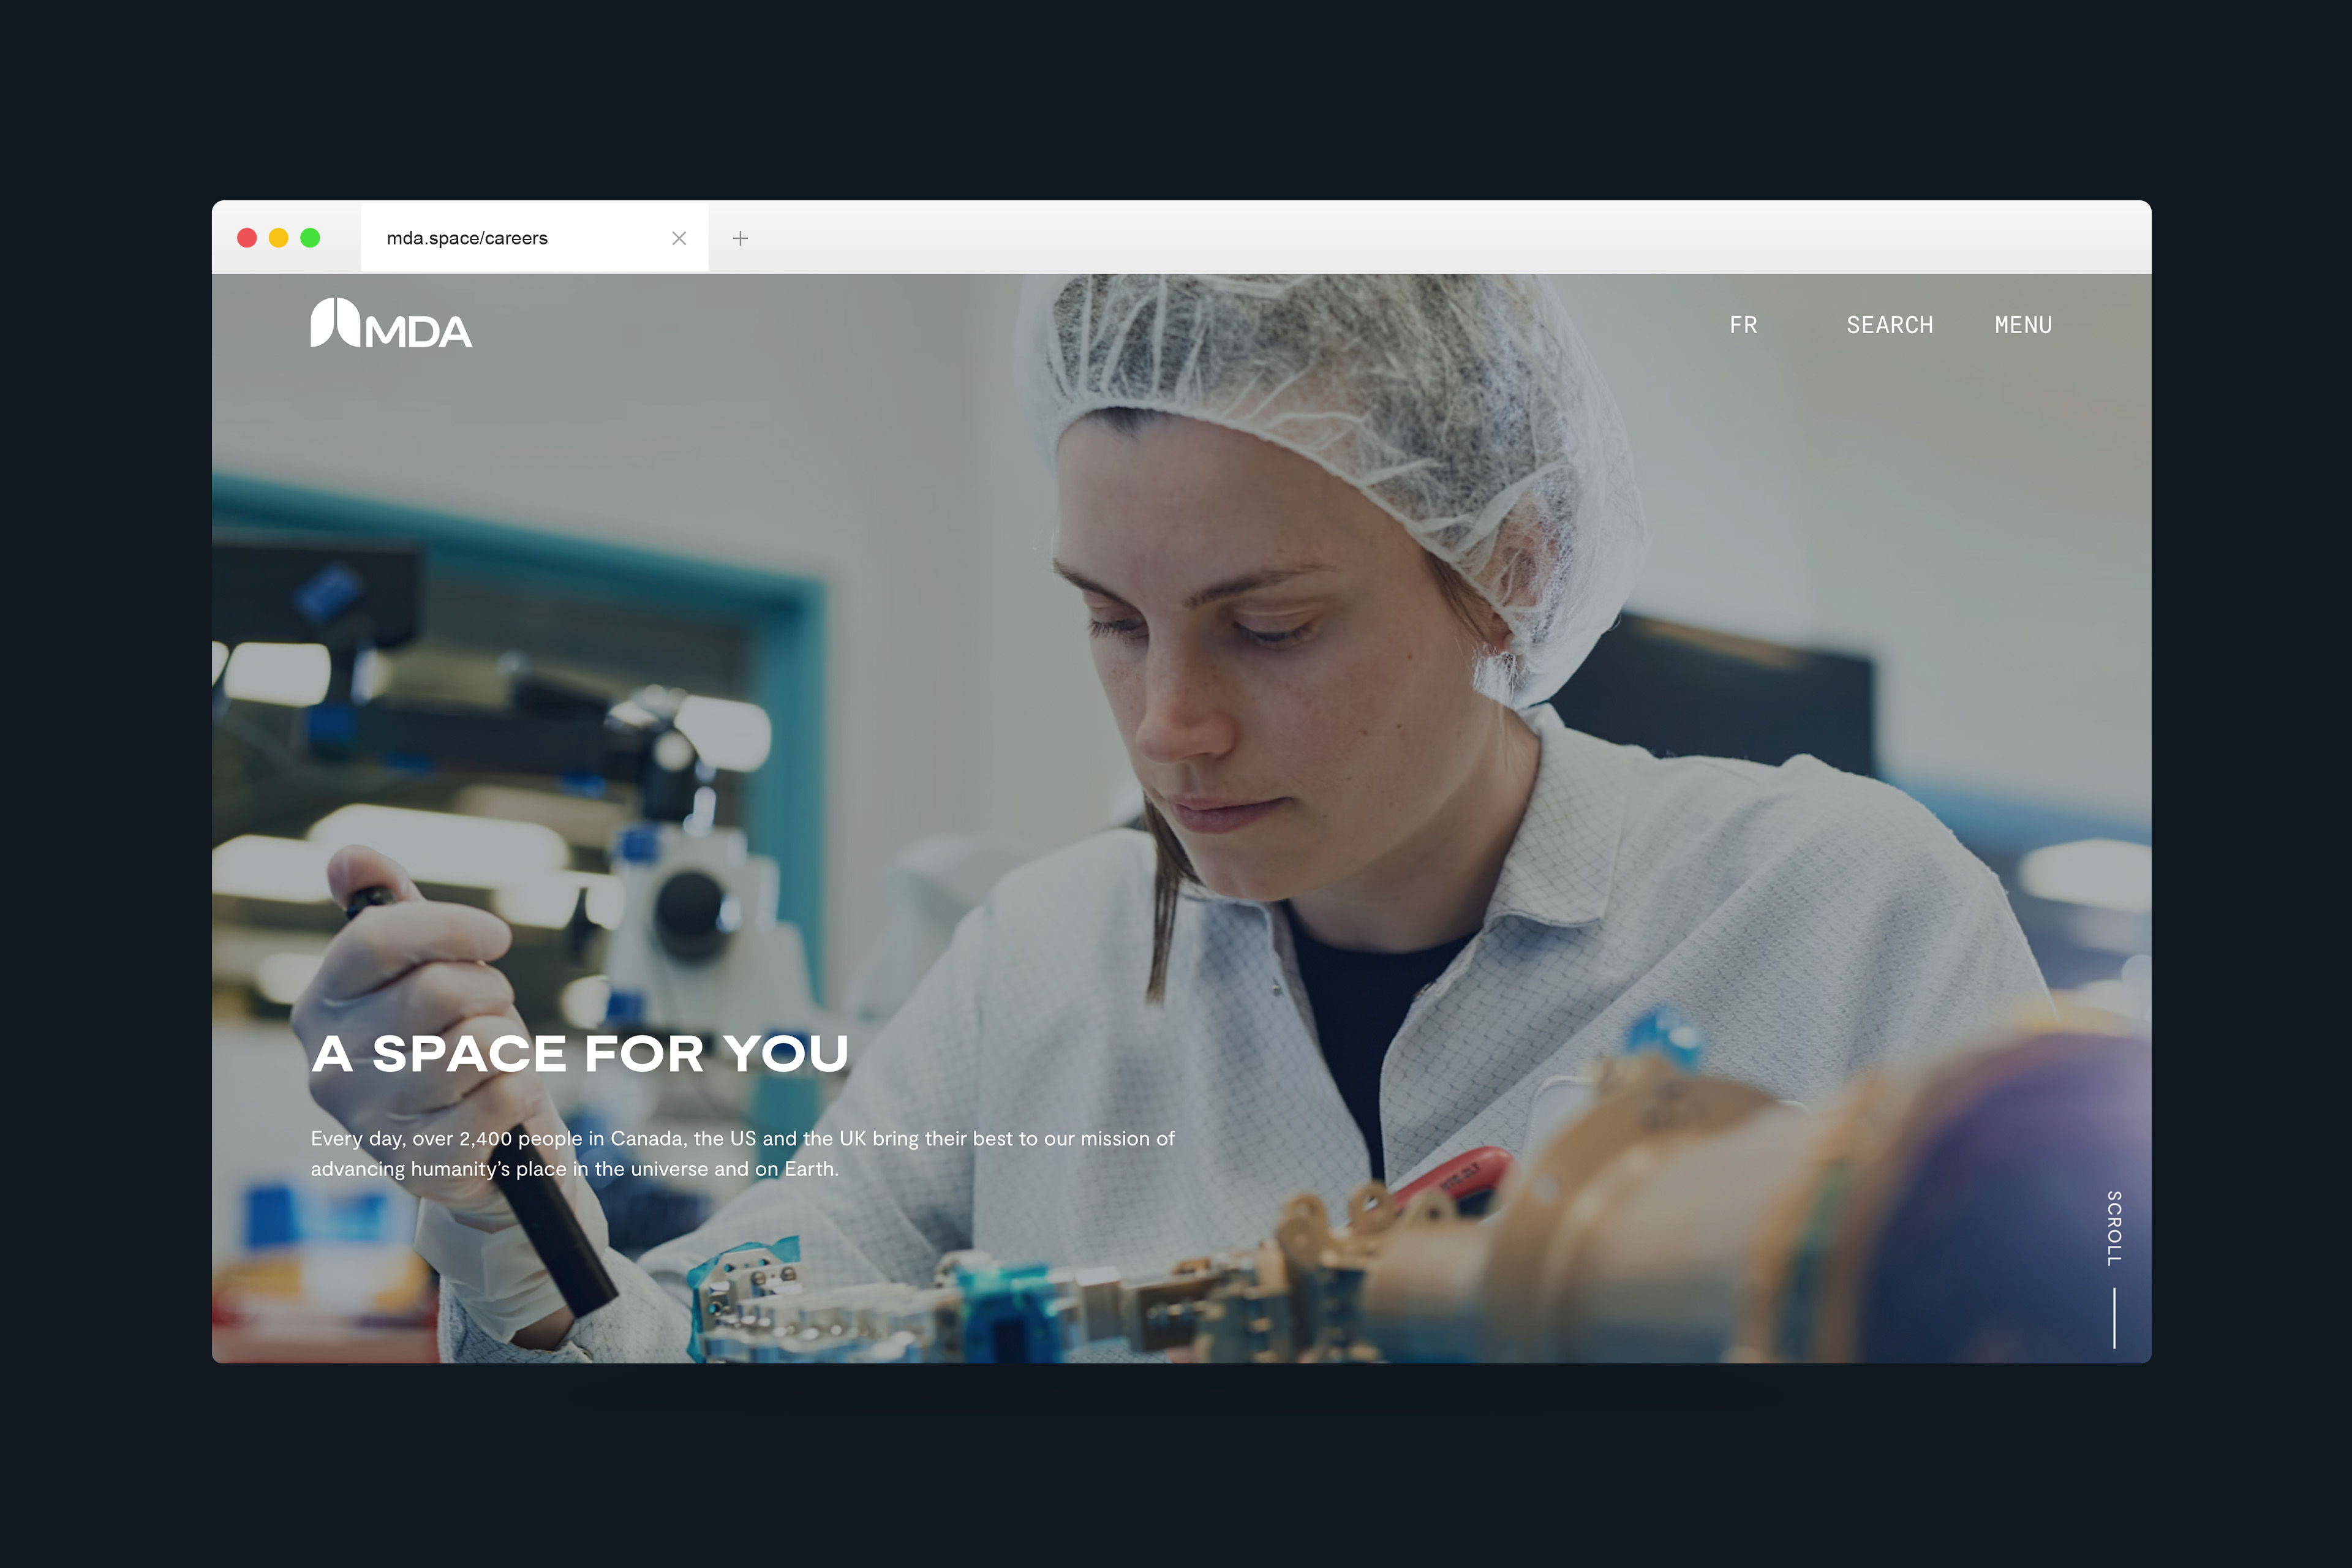 mda.space/careers
MDA
FR SEARCH MENU
A SPACE FOR YOU
Every day, over 2,400 people in Canada, the US and the UK bring their best to our mission of
advancing humanity’s place in the universe and on Earth.
SCROLL